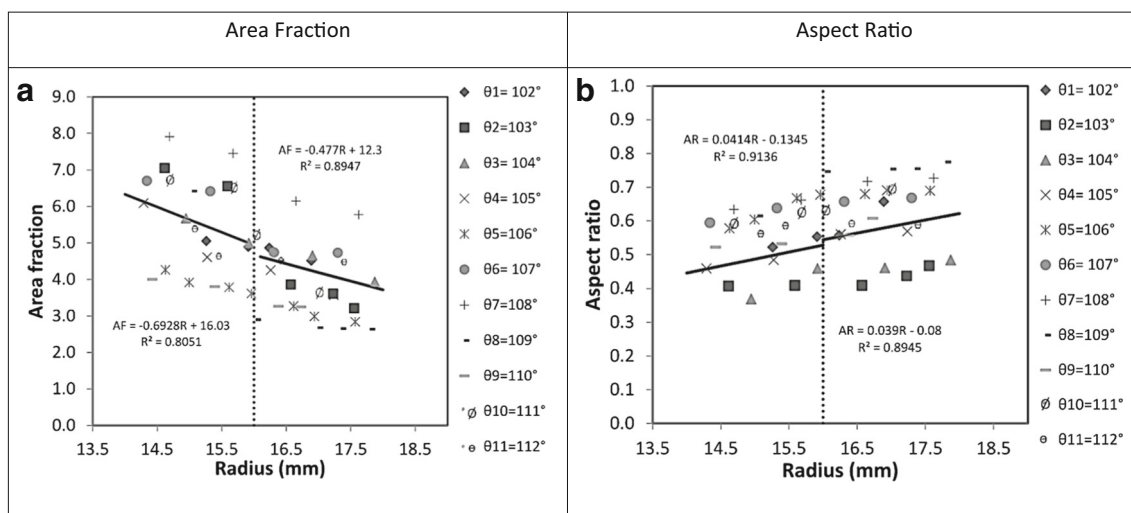 Area Fraction
Aspect Ratio
a
9.0
8.0
7.0
6.0
5.0
4.0
3.0
2.0
1.0
0.0
Area fraction
AF = -0.477R + 12.3
R² = 0.8947
AF = -0.6928R + 16.03
R² = 0.8051
13.5 14.5 15.5 16.5 17.5 18.5
Radius (mm)
θ1= 102°
θ2= 103°
θ3= 104°
θ4= 105°
θ5= 106°
θ6= 107°
θ7= 108°
θ8= 109°
θ9= 110°
θ10=111°
θ11=112°
b
1.0
0.9
0.8
0.7
0.6
0.5
0.4
0.3
0.2
0.1
0.0
Aspect ratio
AR = 0.0414R - 0.1345
R² = 0.9136
AR = 0.039R - 0.08
R² = 0.8945
13.5 14.5 15.5 16.5 17.5 18.5
Radius (mm)
θ1= 102°
θ2= 103°
θ3= 104°
θ4= 105°
θ5= 106°
θ6= 107°
θ7= 108°
θ8= 109°
θ9= 110°
θ10=111°
θ11=112°